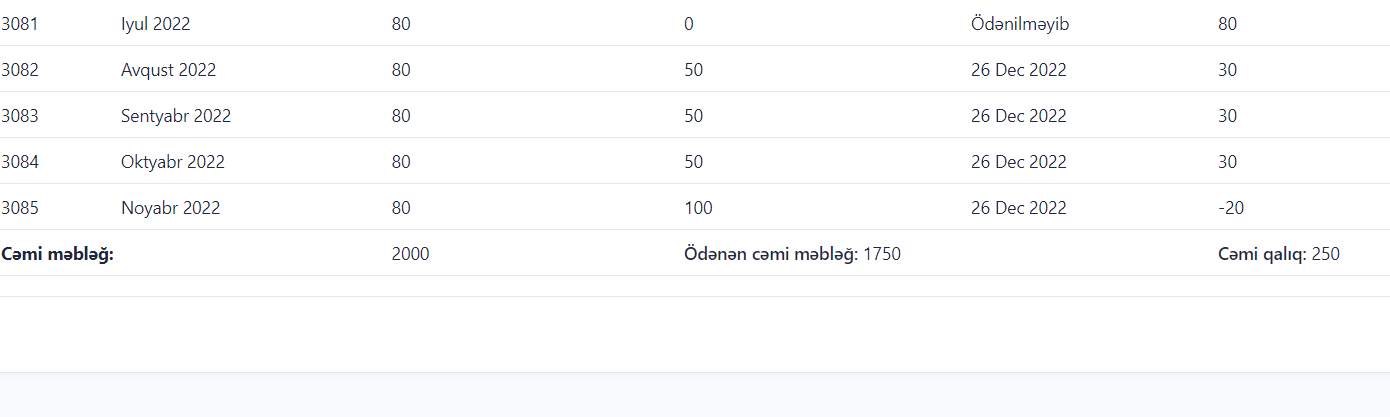 3081 Iyul 2022 80 0 Ödənilməyib 80
3082 Avqust 2022 80 50 26 Dec 2022 30
3083 Sentyabr 2022 80 50 26 Dec 2022 30
3084 Oktyabr 2022 80 50 26 Dec 2022 30
3085 Noyabr 2022 80 100 26 Dec 2022 -20
Cəmi məbləğ: 2000 Ödənən cəmi məbləğ: 1750 Cəmi qalıq: 250